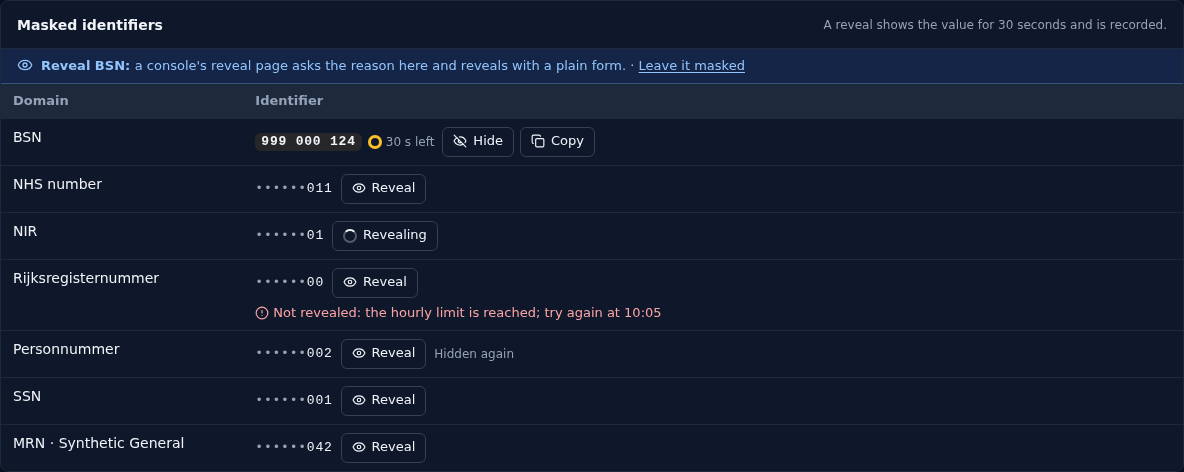 Masked identifiers
A reveal shows the value for 30 seconds and is recorded.
Reveal BSN: a console's reveal page asks the reason here and reveals with a plain form. · Leave it masked
Domain Identifier
BSN 999 000 124 30 s left Hide Copy
NHS number ••••••011 Reveal
NIR ••••••01 Revealing
Rijksregisternummer ••••••00 Reveal
Not revealed: the hourly limit is reached; try again at 10:05
Personnummer ••••••002 Reveal Hidden again
SSN ••••••001 Reveal
MRN · Synthetic General ••••••042 Reveal